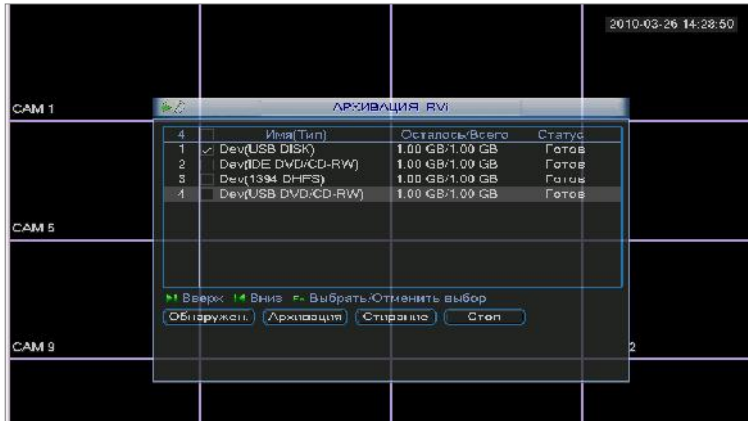 2010-03-26 14:28:50
CAM 1
АРХИВАЦИЯ RVi
4 Имя(Тип) Осталось/Всего Статус
1 Dev(USB DISK) 1.00 GB/1.00 GB Готов
2 Dev(IDE DVD/CD-RW) 1.00 GB/1.00 GB Готов
3 Dev(1394 DHFS) 1.00 GB/1.00 GB Готов
4 Dev(USB DVD/CD-RW) 1.00 GB/1.00 GB Готов
CAM 5
Вверх Вниз Выбрать/Отменить выбор
Обнаружен. Архивация Стирание Стоп
CAM 9
2